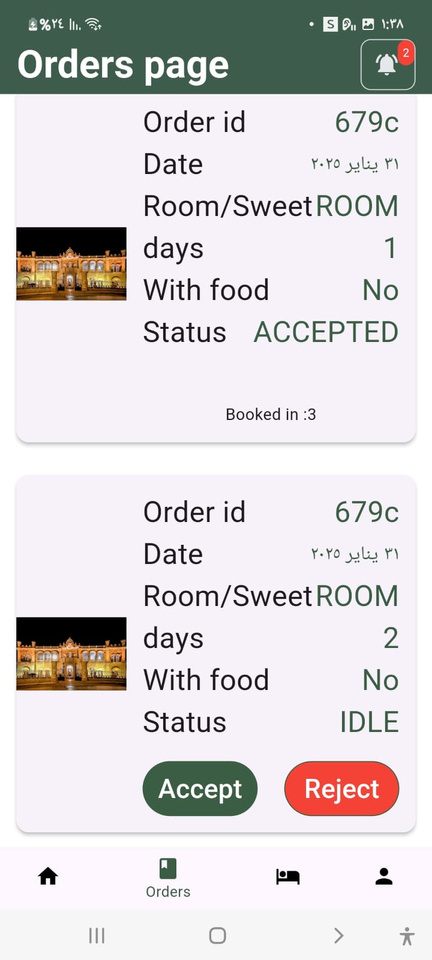 ٪٢٤ ١:٣٨
Orders page
2
Order id 679c
Date ٣١ يناير ٢٠٢٥
Room/Sweet ROOM
days 1
With food No
Status ACCEPTED
Booked in :3
Order id 679c
Date ٣١ يناير ٢٠٢٥
Room/Sweet ROOM
days 2
With food No
Status IDLE
Accept Reject
Orders